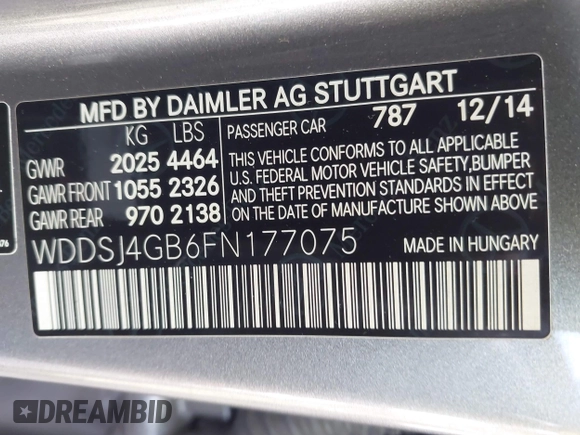 MFD BY DAIMLER AG STUTTGART
KG LBS PASSENGER CAR 787 12/14
GVWR 2025 4464
GAWR FRONT 1055 2326
GAWR REAR 970 2138
THIS VEHICLE CONFORMS TO ALL APPLICABLE
U.S. FEDERAL MOTOR VEHICLE SAFETY, BUMPER
AND THEFT PREVENTION STANDARDS IN
EFFECT ON THE DATE OF MANUFACTURE
SHOWN ABOVE.
WDDSJ4GB6FN177075 MADE IN HUNGARY
DREAMBID